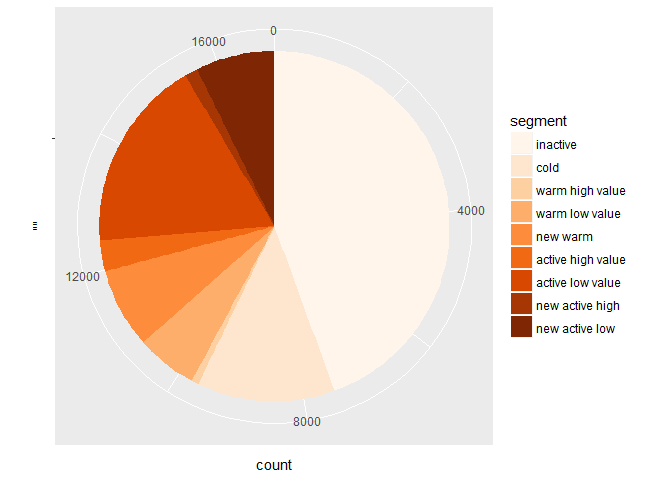 0
16000
4000
12000
8000
count
segment
inactive
cold
warm high value
warm low value
new warm
active high value
active low value
new active high
new active low